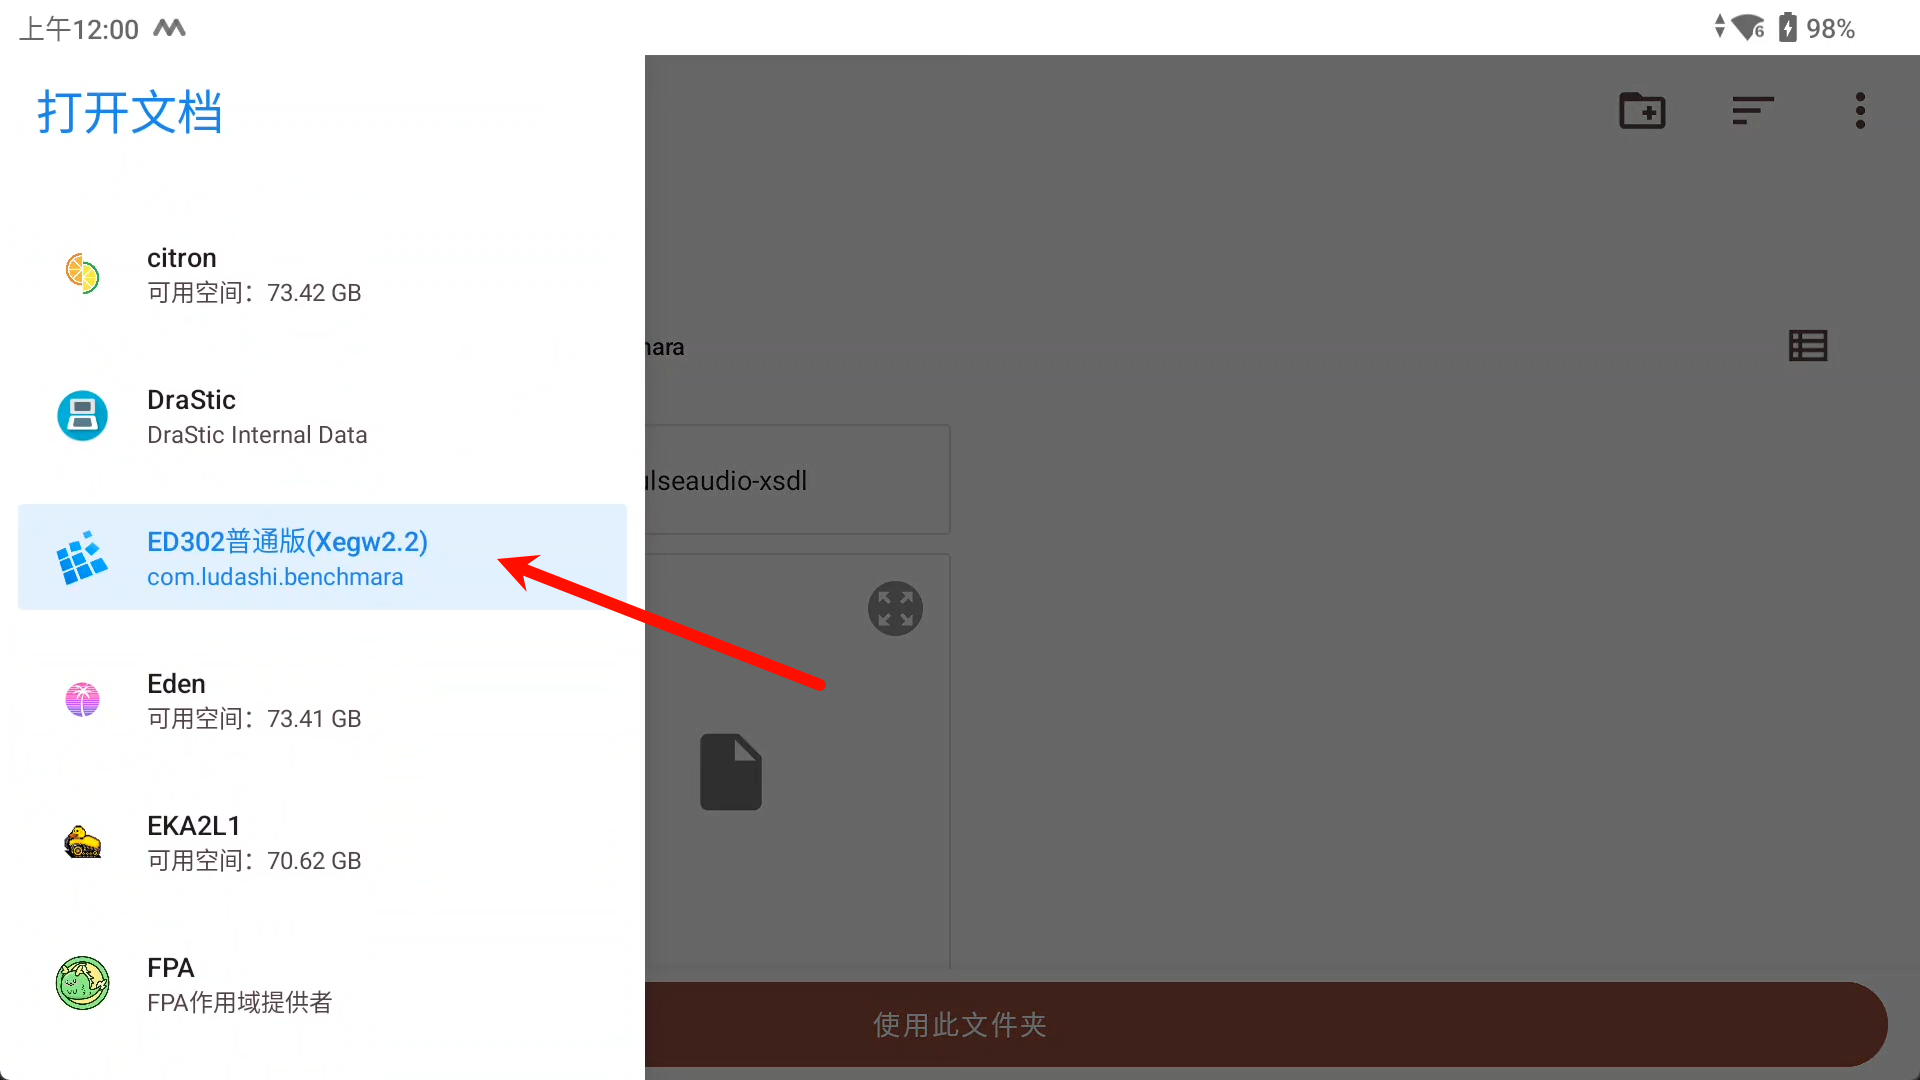 上午12:00
6
98%
打开文档
citron
可用空间：73.42 GB
DraStic
DraStic Internal Data
ED302普通版(Xegw2.2)
com.ludashi.benchmara
Eden
可用空间：73.41 GB
EKA2L1
可用空间：70.62 GB
FPA
FPA作用域提供者
nara
ulseaudio-xsdl
使用此文件夹